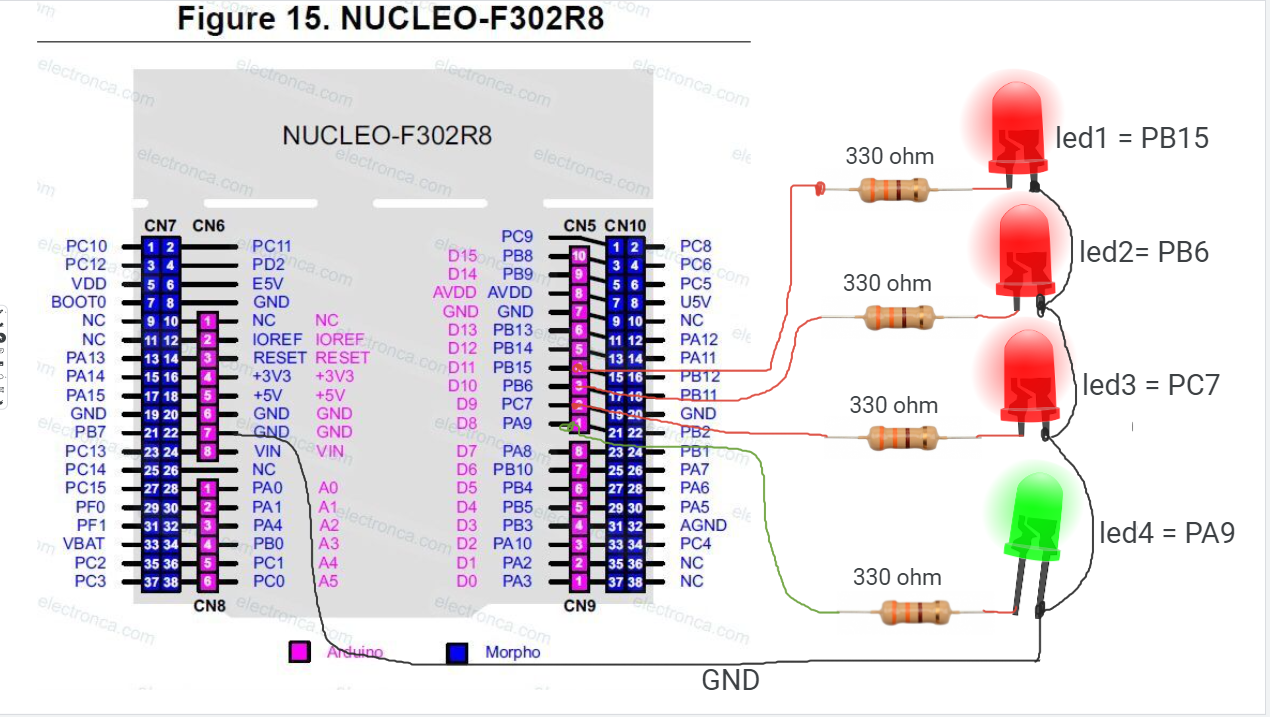 Figure 15. NUCLEO-F302R8
electronca.com
NUCLEO-F302R8
CN7 CN6
CN5 CN10
PC10 1 2 PC11
PC12 3 4 PD2
VDD 5 6 E5V
BOOT0 7 8 GND
NC 9 10 1 NC NC
NC 11 12 2 IOREF IOREF
PA13 13 14 3 RESET RESET
PA14 15 16 4 +3V3 +3V3
PA15 17 18 5 +5V +5V
GND 19 20 6 GND GND
PB7 21 22 7 GND GND
PC13 23 24 8 VIN VIN
PC14 25 26 NC
PC15 27 28 1 PA0 A0
PF0 29 30 2 PA1 A1
PF1 31 32 3 PA4 A2
VBAT 33 34 4 PB0 A3
PC2 35 36 5 PC1 A4
PC3 37 38 6 PC0 A5
CN8
PC9 1 2 PC8
D15 PB8 10 3 4 PC6
D14 PB9 9 5 6 PC5
AVDD AVDD 8 7 8 U5V
GND GND 7 9 10 NC
D13 PB13 6 11 12 PA12
D12 PB14 5 13 14 PA11
D11 PB15 15 16 PB12
D10 PB6 3 PB11
D9 PC7 19 20 GND
D8 PA9 1 21 22 PB2
D7 PA8 8 23 24 PB1
D6 PB10 7 25 26 PA7
D5 PB4 6 27 28 PA6
D4 PB5 5 29 30 PA5
D3 PB3 4 31 32 AGND
D2 PA10 3 33 34 PC4
D1 PA2 2 35 36 NC
D0 PA3 1 37 38 NC
CN9
Arduino
Morpho
GND
330 ohm
led1 = PB15
330 ohm
led2= PB6
330 ohm
led3 = PC7
330 ohm
led4 = PA9